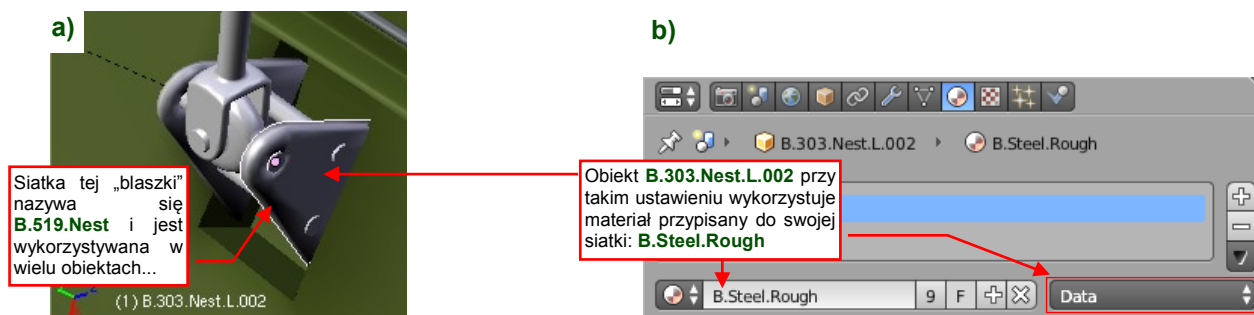 a)
Siatka tej „blaszki”
nazywa się
B.519.Nest i jest
wykorzystywana w
wielu obiektach...
(1) B.303.Nest.L.002
b)
B.303.Nest.L.002 B.Steel.Rough
Obiekt B.303.Nest.L.002 przy
takim ustawieniu wykorzystuje
materiał przypisany do swojej
siatki: B.Steel.Rough
B.Steel.Rough 9 F Data